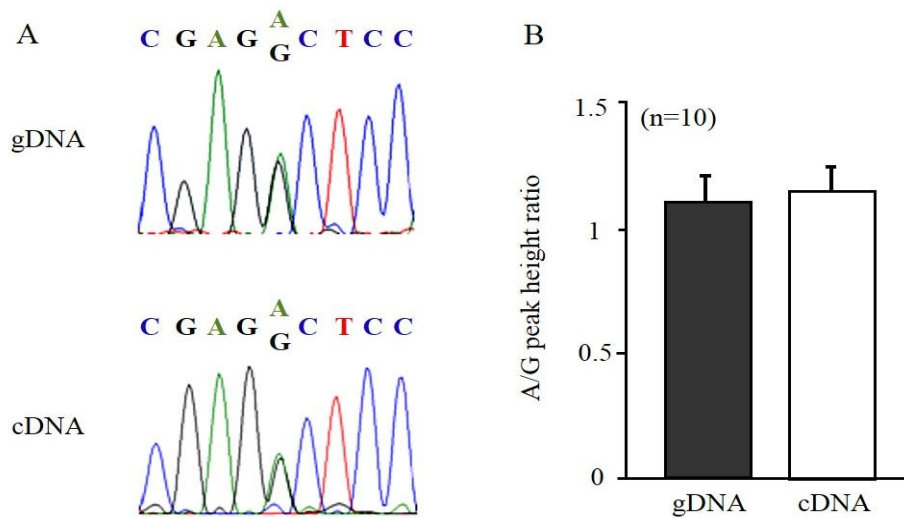 A
A
C G A G C T C C
G
gDNA
A
C G A G C T C C
G
cDNA
B
1.5
(n=10)
1
0.5
0
A/G peak height ratio
gDNA cDNA